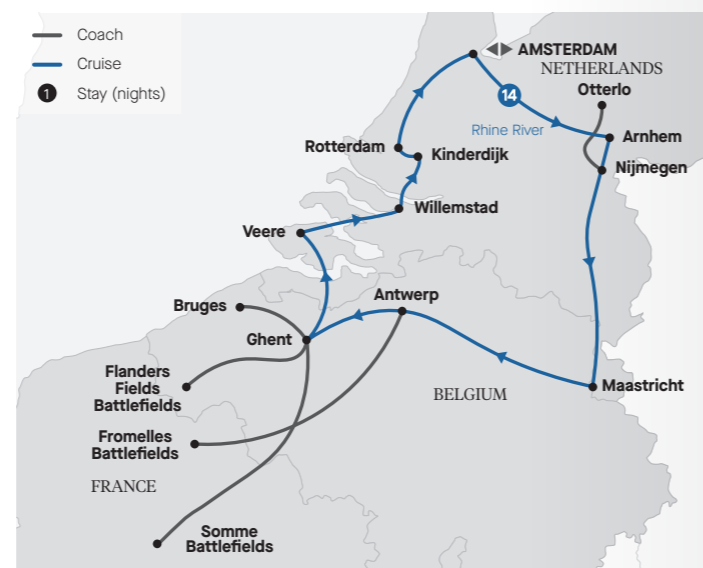 Coach
Cruise
1 Stay (nights)
AMSTERDAM
NETHERLANDS
Otterlo
14
Rhine River
Arnhem
Rotterdam
Kinderdijk
Nijmegen
Willemstad
Veere
Bruges
Antwerp
Ghent
Flanders
Fields
Battlefields
BELGIUM
Maastricht
Fromelles
Battlefields
FRANCE
Somme
Battlefields